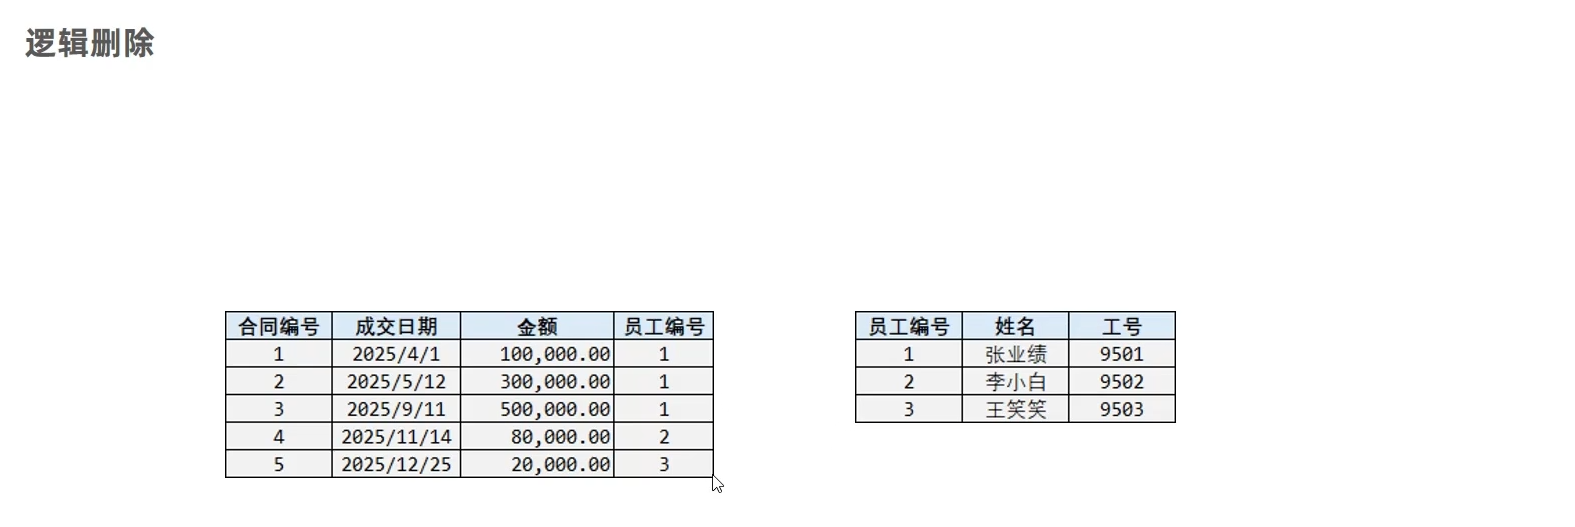 逻辑删除
合同编号 成交日期 金额 员工编号
1 2025/4/1 100,000.00 1
2 2025/5/12 300,000.00 1
3 2025/9/11 500,000.00 1
4 2025/11/14 80,000.00 2
5 2025/12/25 20,000.00 3
员工编号 姓名 工号
1 张业绩 9501
2 李小白 9502
3 王笑笑 9503